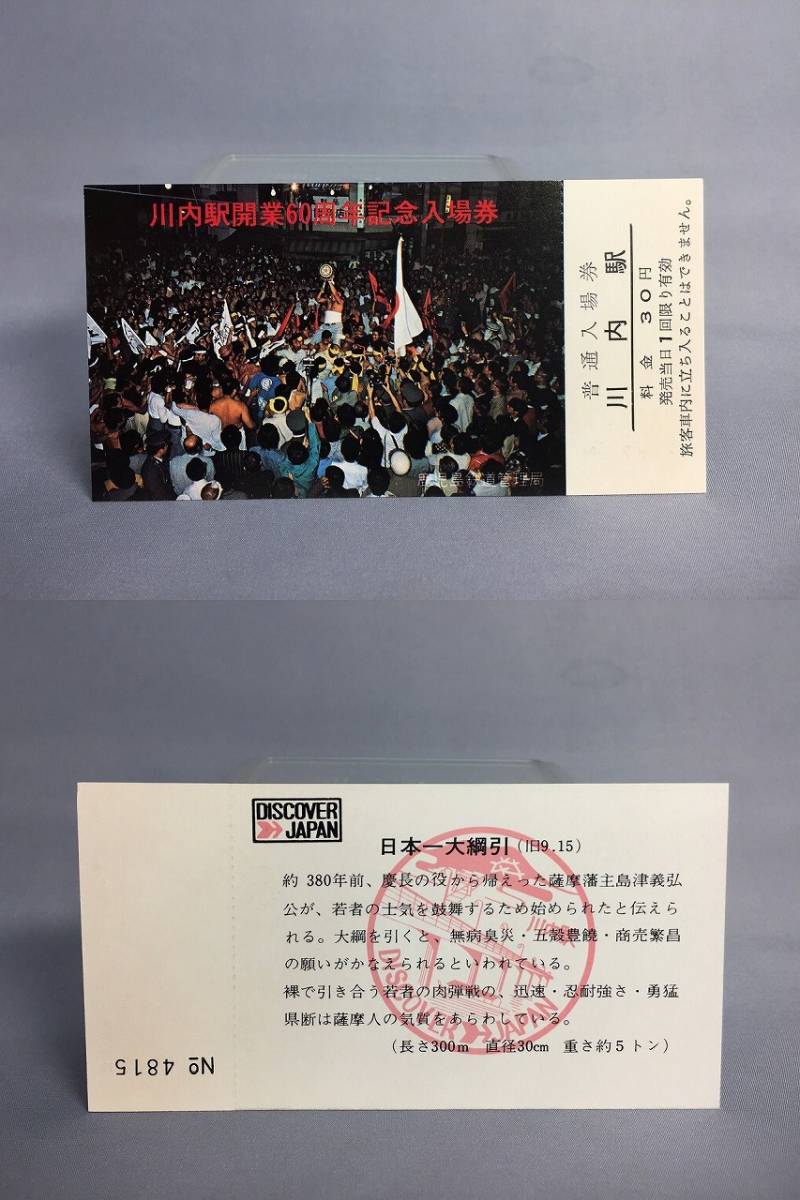 川内駅開業60周年記念入場券
鹿児島鉄道管理局
普通入場券
川内駅
料金 30円
発売当日1回限り有効
旅客車内に立ち入ることはできません。
DISCOVER
JAPAN
日本一大綱引(旧9.15)
約380年前、慶長の役から帰えった薩摩藩主島津義弘
公が、若者の士気を鼓舞するため始められたと伝えら
れる。大綱を引くと、無病臭災・五殻豊饒・商売繁昌
の願いがかなえられるといわれている。
裸で引き合う若者の肉弾戦の、迅速・忍耐強さ・勇猛
県断は薩摩人の気質をあらわしている。
(長さ300m 直径30cm 重さ約5トン)
DISCOVER JAPAN
№ 4815